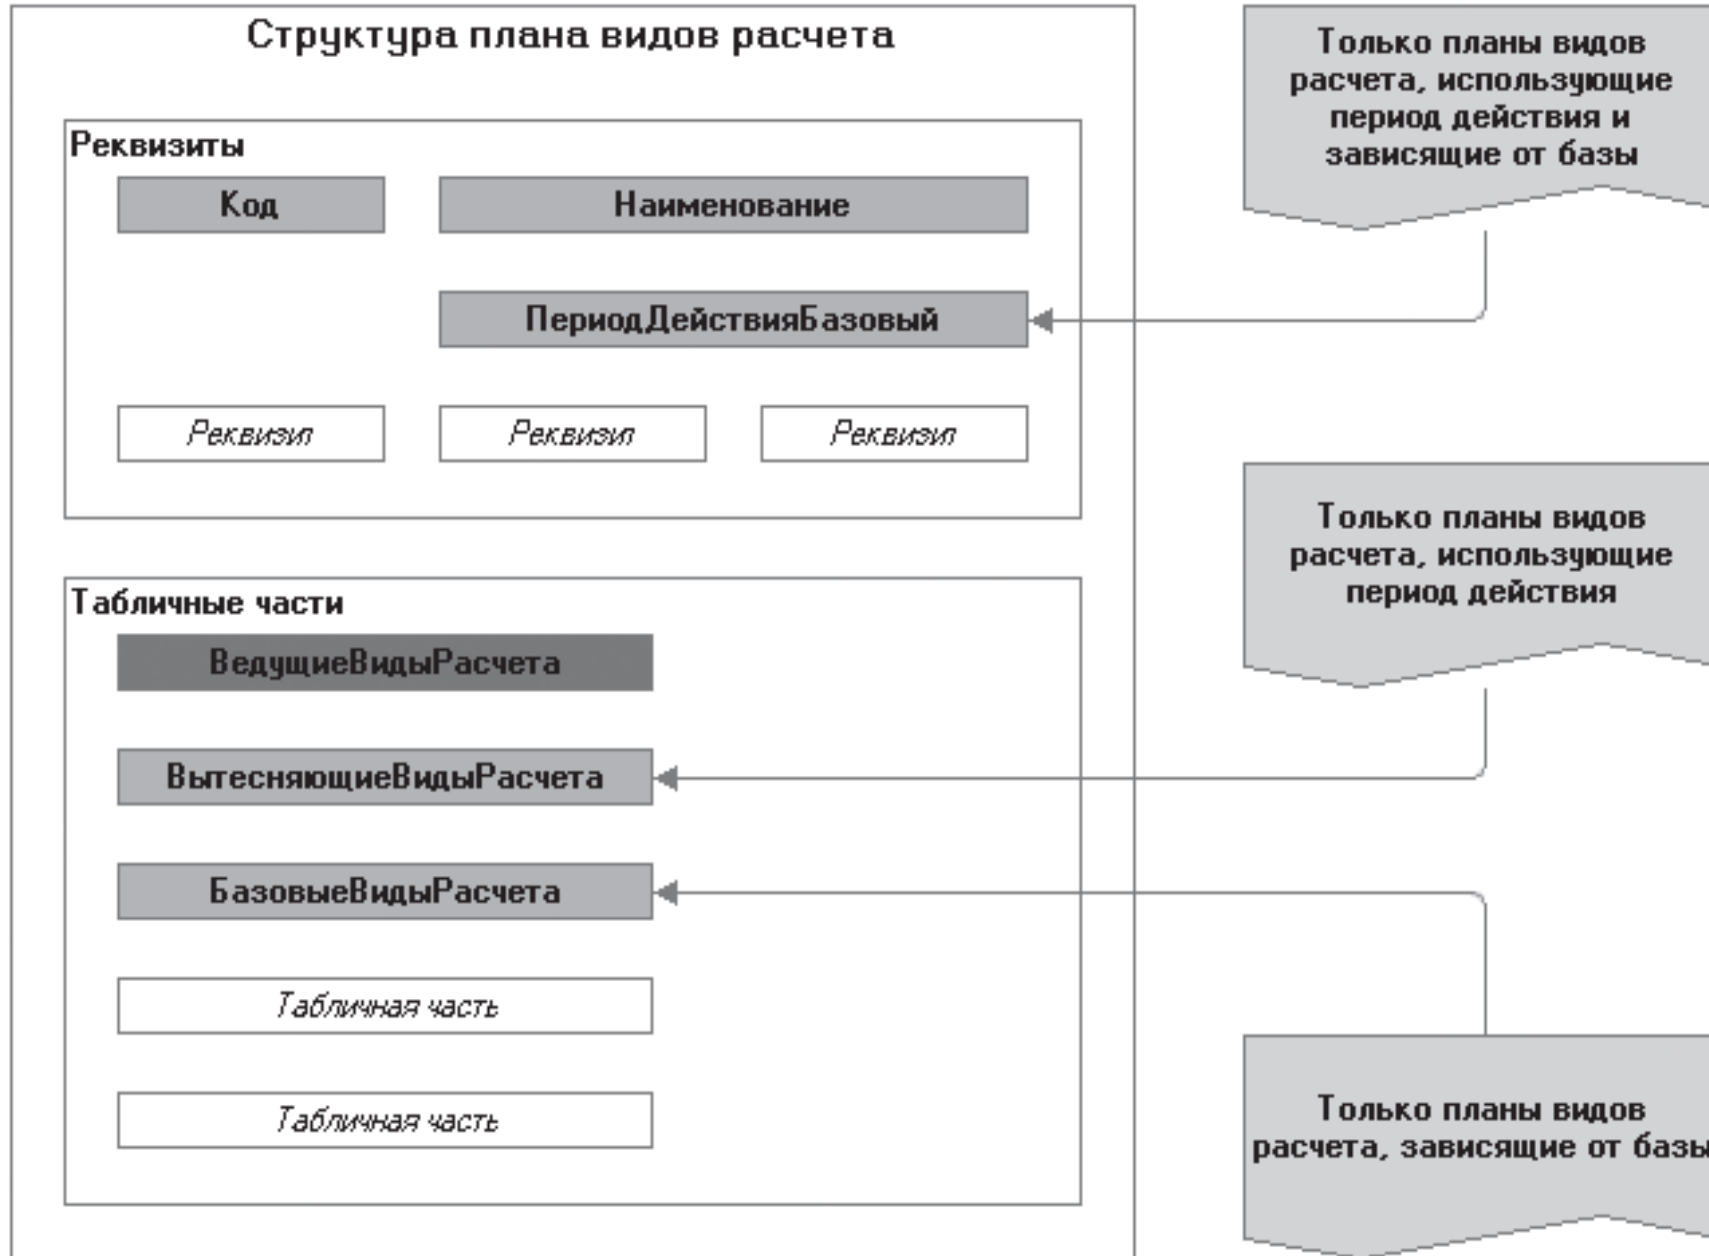 Структура плана видов расчета
Реквизиты
Код
Наименование
ПериодДействияБазовый
Реквизит
Реквизит
Реквизит
Табличные части
ВедущиеВидыРасчета
ВытесняющиеВидыРасчета
БазовыеВидыРасчета
Табличная часть
Табличная часть
Только планы видов
расчета, использующие
период действия и
зависящие от базы
Только планы видов
расчета, использующие
период действия
Только планы видов
расчета, зависящие от базы